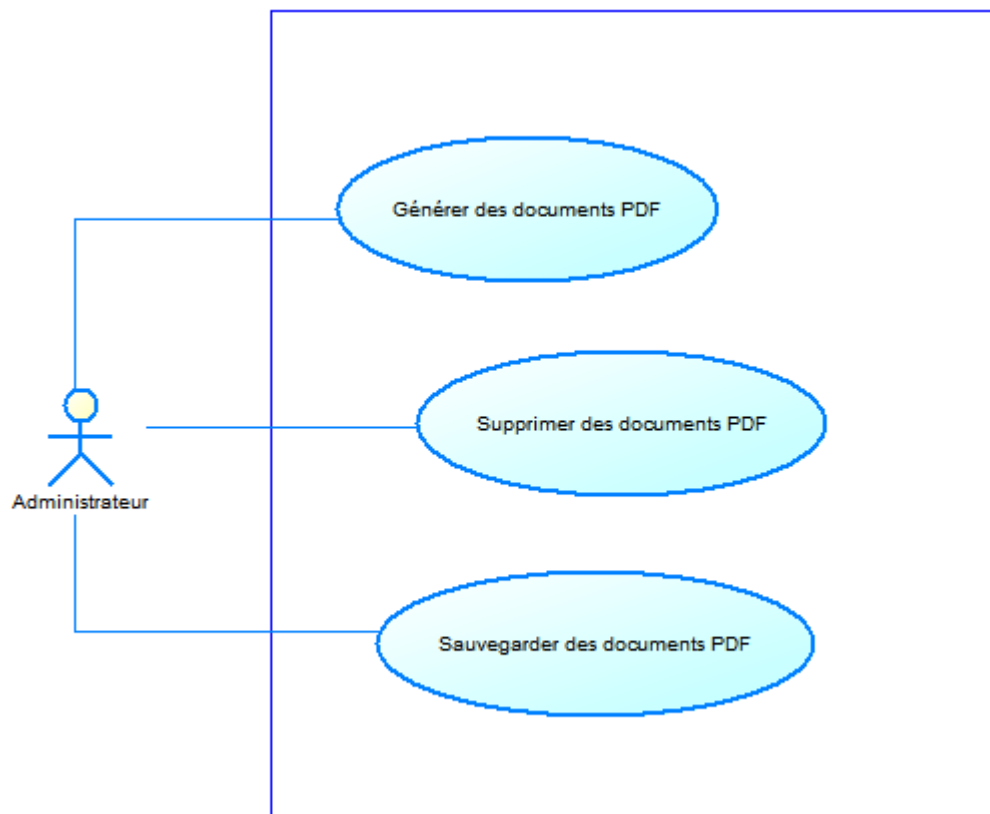 Générer des documents PDF
Supprimer des documents PDF
Administrateur
Sauvegarder des documents PDF